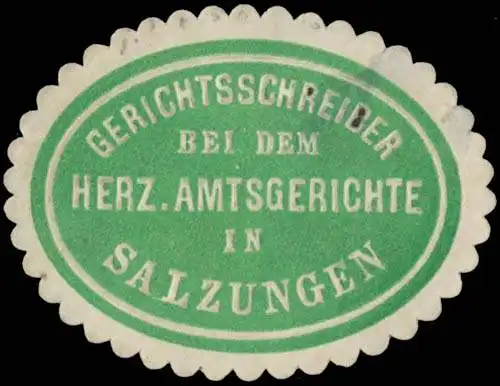 GERICHTSSCHREIBER
BEI DEM
HERZ. AMTSGERICHTE
IN
SALZUNGEN